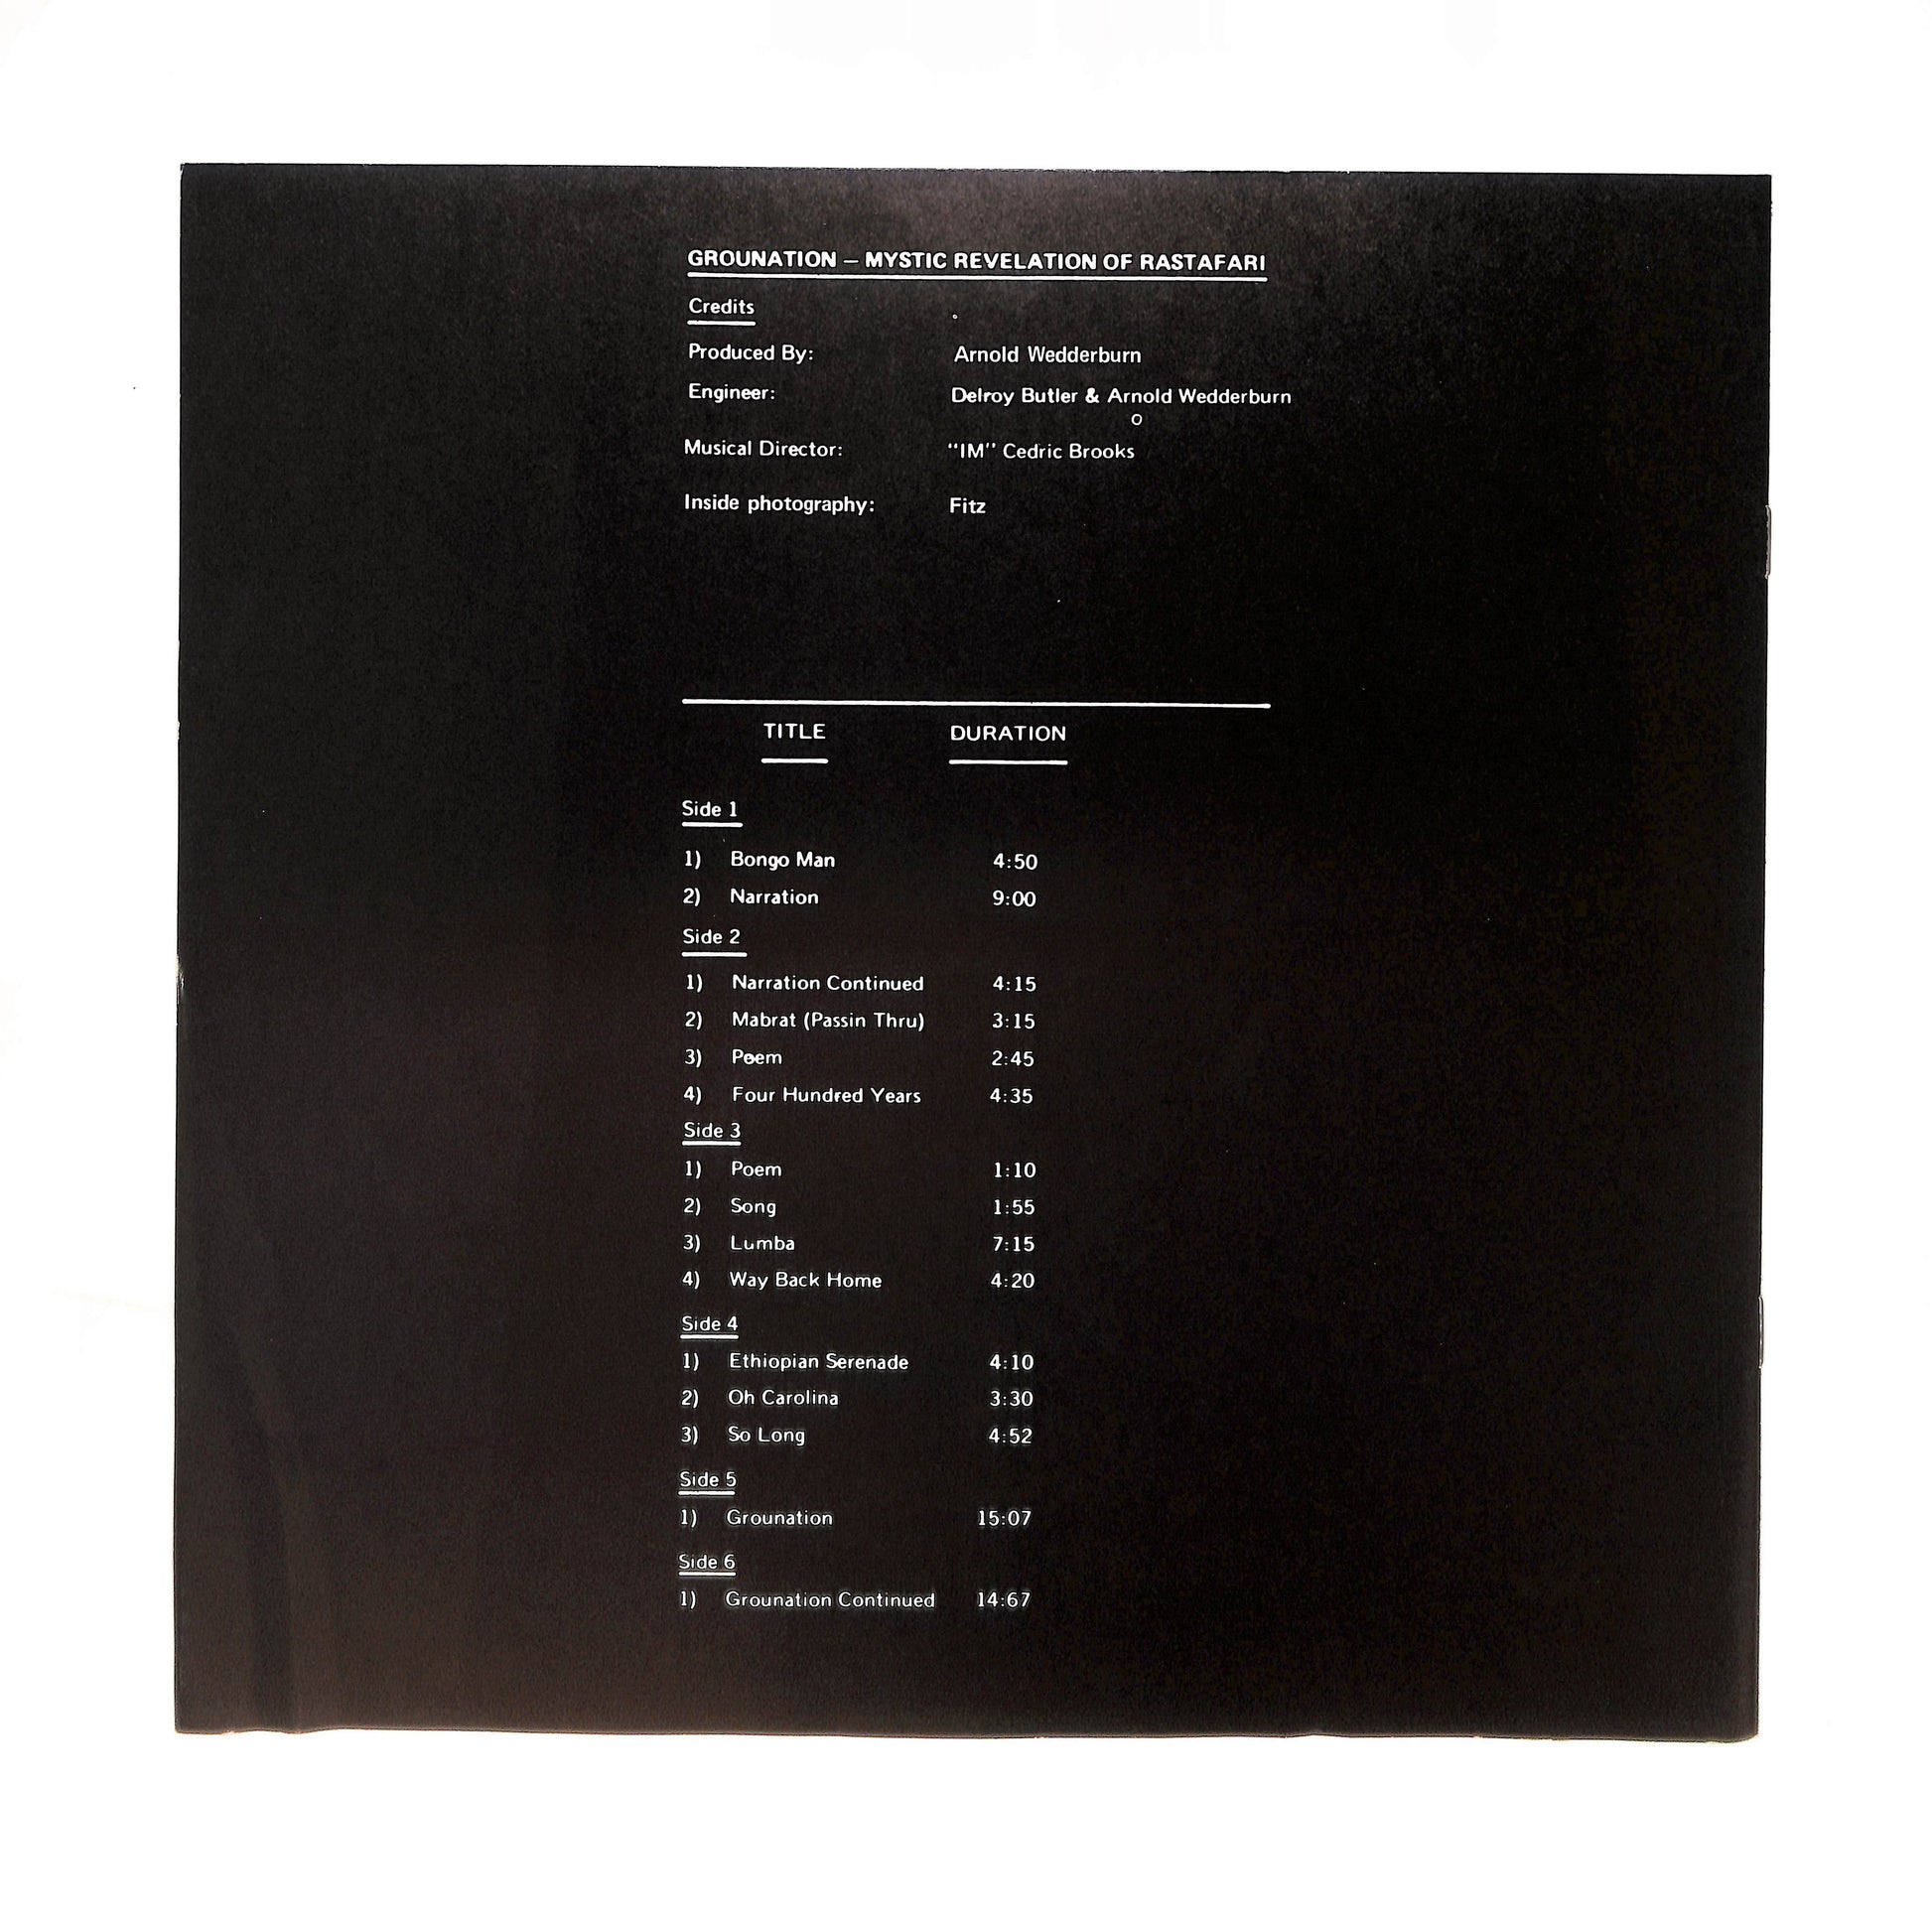 GROUNATION — MYSTIC REVELATION OF RASTAFARI
Credits
Produced By: Arnold Wedderburn
Engineer: Delroy Butler & Arnold Wedderburn
Musical Director: "IM" Cedric Brooks
Inside photography: Fitz
TITLE DURATION
Side 1
1) Bongo Man 4:50
2) Narration 9:00
Side 2
1) Narration Continued 4:15
2) Mabrat (Passin Thru) 3:15
3) Poem 2:45
4) Four Hundred Years 4:35
Side 3
1) Poem 1:10
2) Song 1:55
3) Lumba 7:15
4) Way Back Home 4:20
Side 4
1) Ethiopian Serenade 4:10
2) Oh Carolina 3:30
3) So Long 4:52
Side 5
1) Grounation 15:07
Side 6
1) Grounation Continued 14:67